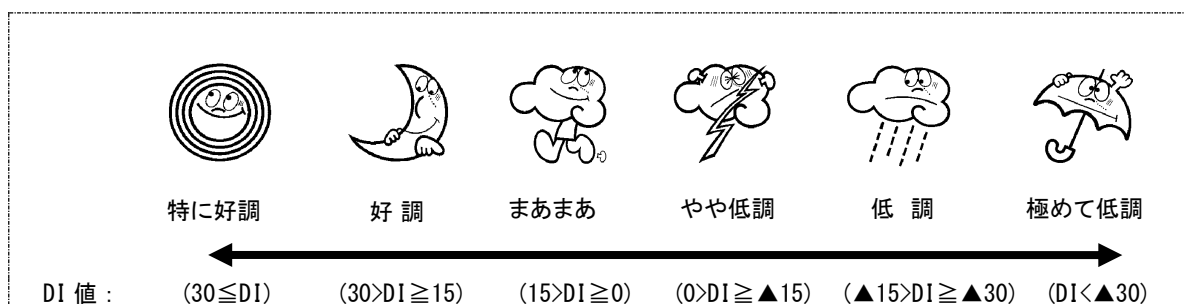 特に好調 好 調 まあまあ やや低調 低 調 極めて低調
DI 値： (30≦DI) (30>DI≧15) (15>DI≧0) (0>DI≧▲15) (▲15>DI≧▲30) (DI<▲30)